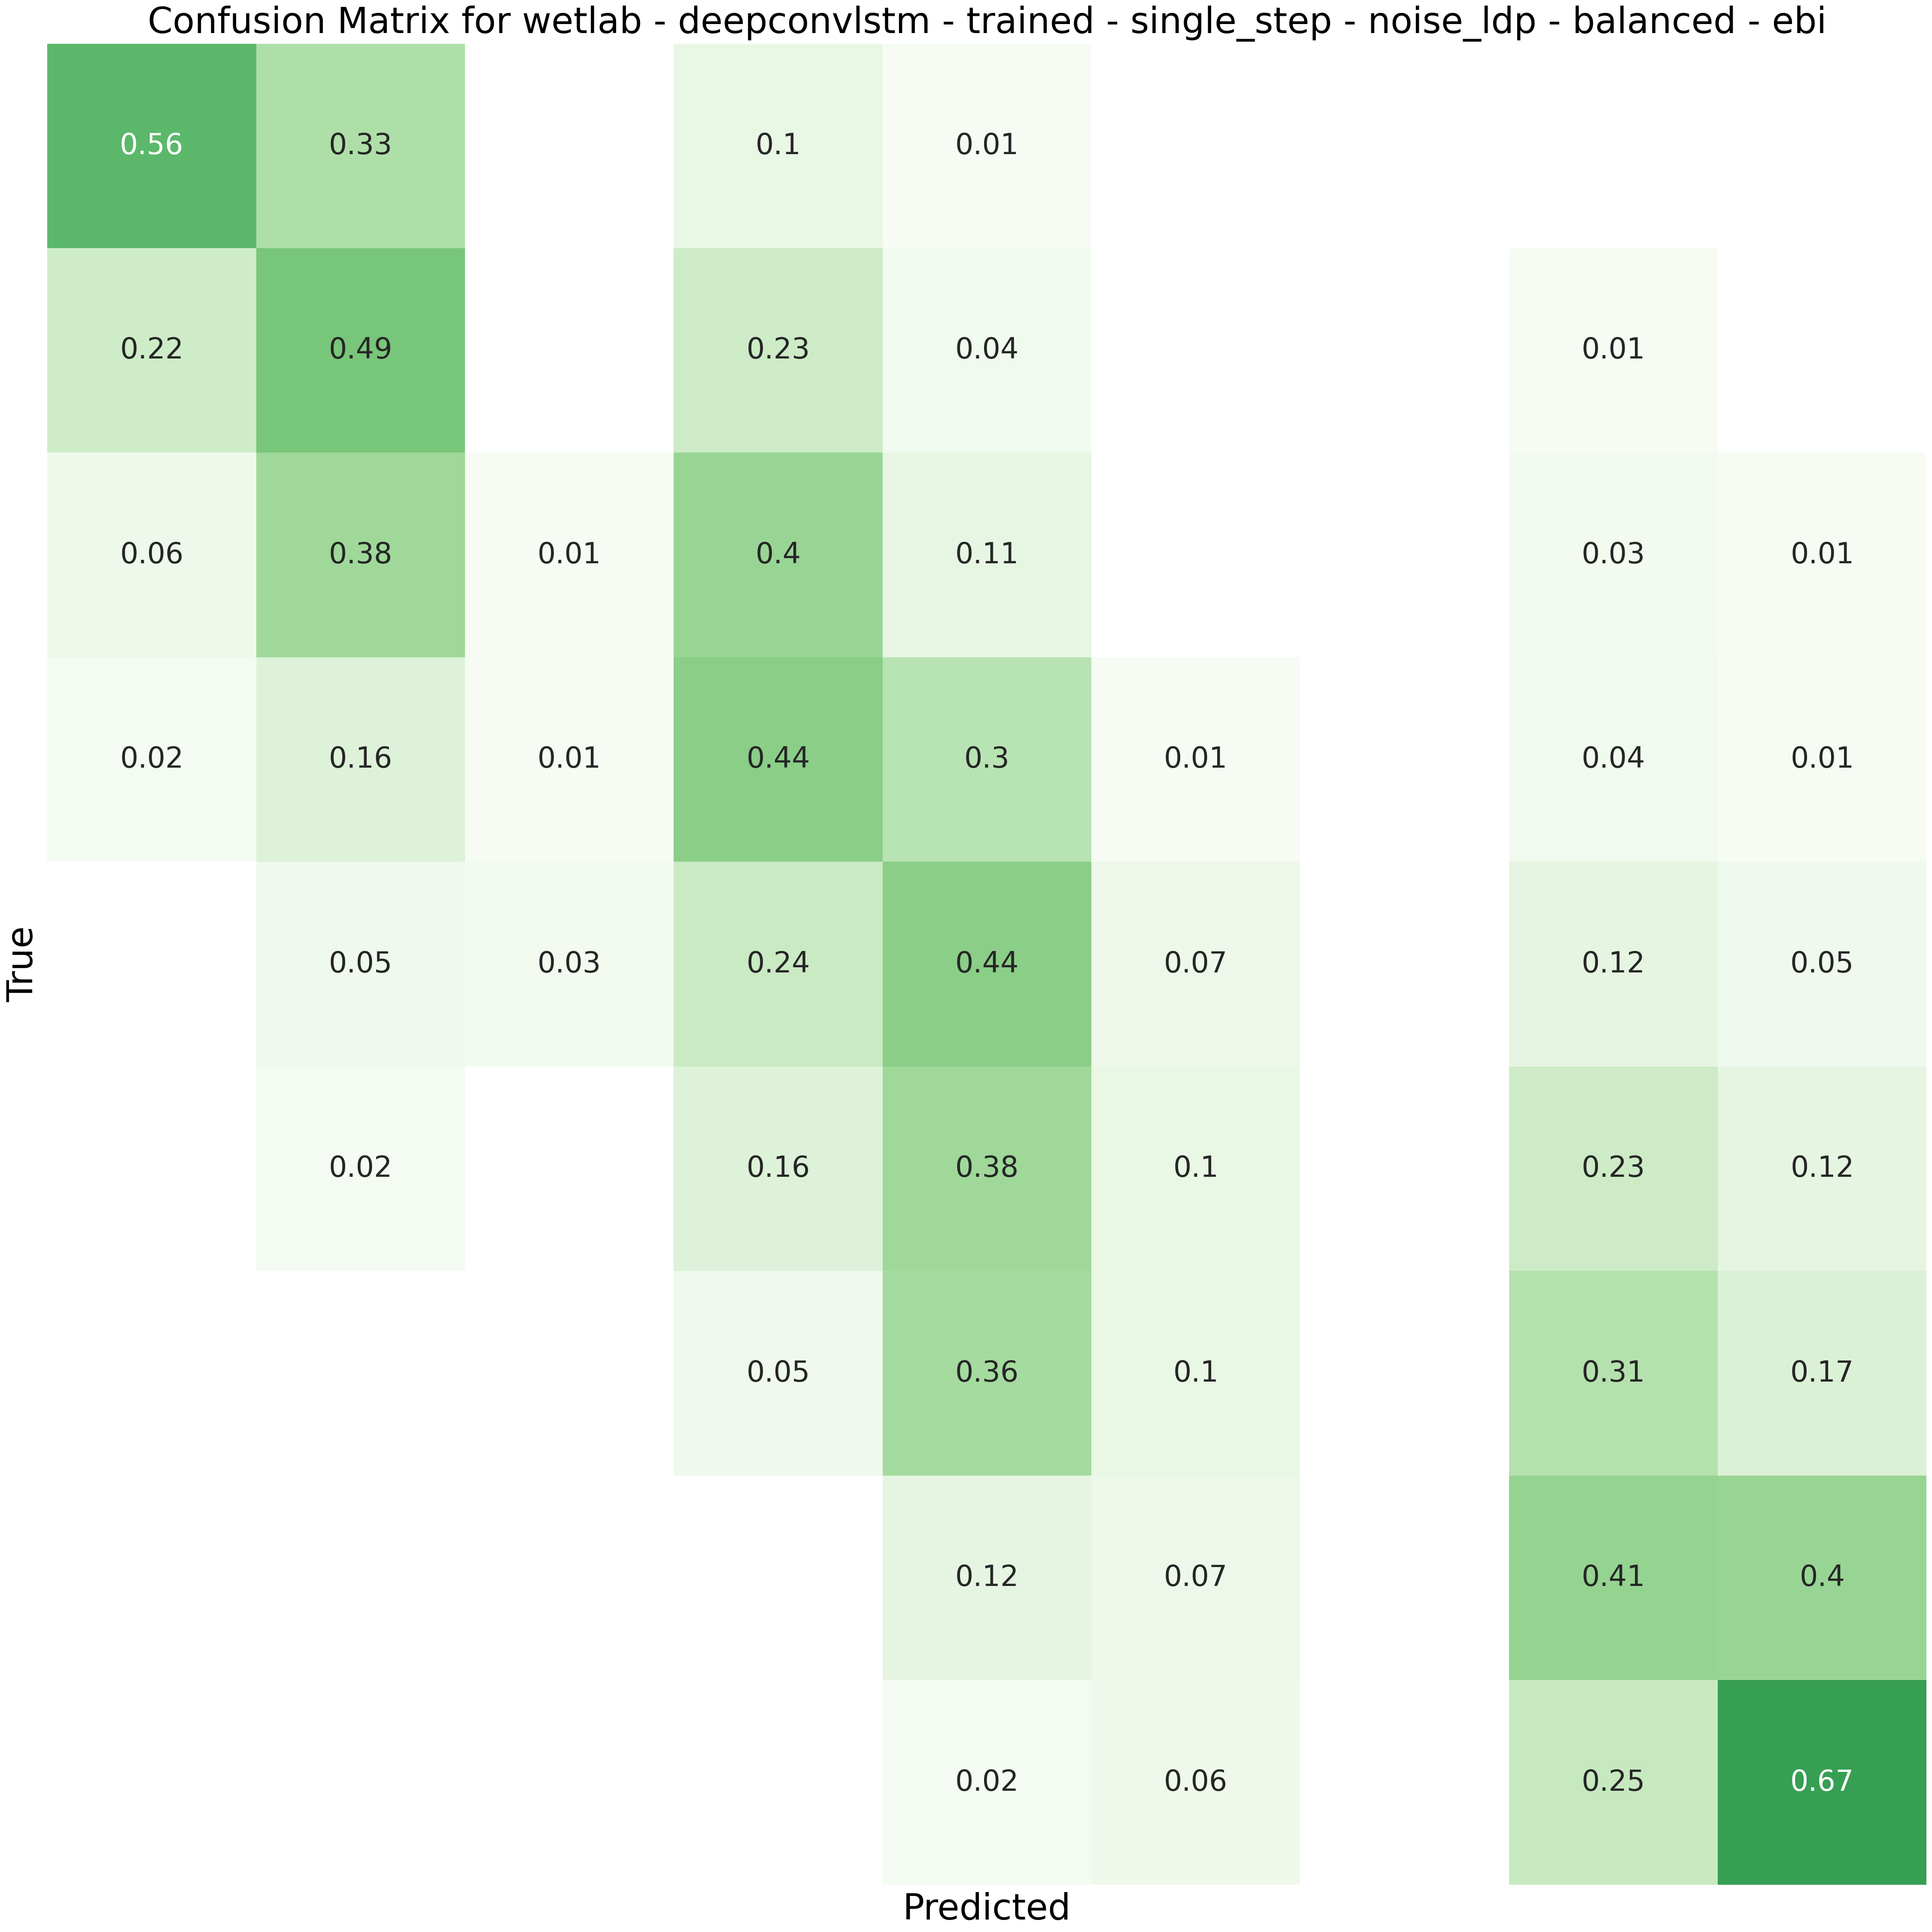 Confusion Matrix for wetlab - deepconvlstm - trained - single_step - noise_ldp - balanced - ebi
0.56 0.33 0.1 0.01
0.22 0.49 0.23 0.04 0.01
0.06 0.38 0.01 0.4 0.11 0.03 0.01
0.02 0.16 0.01 0.44 0.3 0.01 0.04 0.01
True
0.05 0.03 0.24 0.44 0.07 0.12 0.05
0.02 0.16 0.38 0.1 0.23 0.12
0.05 0.36 0.1 0.31 0.17
0.12 0.07 0.41 0.4
0.02 0.06 0.25 0.67
Predicted